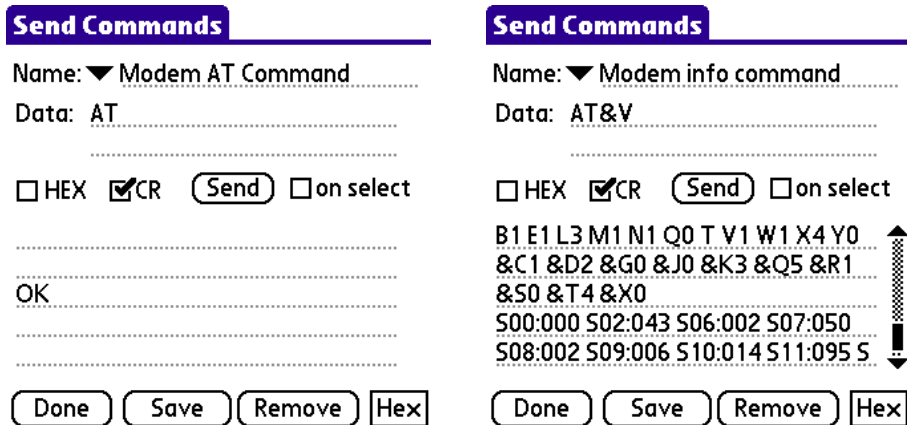 Send Commands
Name: Modem AT Command
Data: AT
HEX CR Send on select
OK
Done Save Remove Hex
Send Commands
Name: Modem info command
Data: AT&V
HEX CR Send on select
B1 E1 L3 M1 N1 Q0 T V1 W1 X4 Y0
&C1 &D2 &G0 &J0 &K3 &Q5 &R1
&S0 &T4 &X0
S00:000 S02:043 S06:002 S07:050
S08:002 S09:006 S10:014 S11:095 S
Done Save Remove Hex